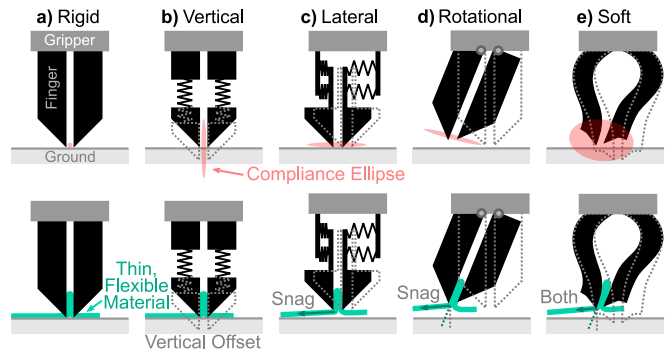 a) Rigid
b) Vertical
c) Lateral
d) Rotational
e) Soft
Gripper
Finger
Ground
Compliance Ellipse
Thin,
Flexible
Material
Vertical Offset
Snag
Snag
Both